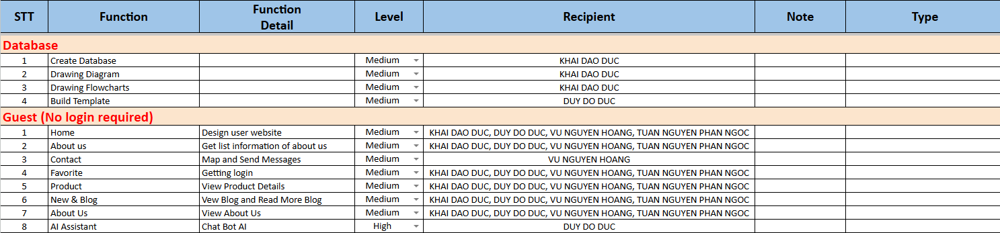 STT Function Function Detail Level Recipient Note Type
Database
1 Create Database Medium KHAI DAO DUC
2 Drawing Diagram Medium KHAI DAO DUC
3 Drawing Flowcharts Medium KHAI DAO DUC
4 Build Template Medium DUY DO DUC
Guest (No login required)
1 Home Design user website Medium KHAI DAO DUC, DUY DO DUC, VU NGUYEN HOANG, TUAN NGUYEN PHAN NGOC
2 About us Get list information of about us Medium KHAI DAO DUC, DUY DO DUC, VU NGUYEN HOANG, TUAN NGUYEN PHAN NGOC
3 Contact Map and Send Messages Medium VU NGUYEN HOANG
4 Favorite Getting login Medium KHAI DAO DUC, DUY DO DUC, VU NGUYEN HOANG, TUAN NGUYEN PHAN NGOC
5 Product View Product Details Medium KHAI DAO DUC, DUY DO DUC, VU NGUYEN HOANG, TUAN NGUYEN PHAN NGOC
6 New & Blog Vew Blog and Read More Blog Medium KHAI DAO DUC, DUY DO DUC, VU NGUYEN HOANG, TUAN NGUYEN PHAN NGOC
7 About Us View About Us Medium KHAI DAO DUC, DUY DO DUC, VU NGUYEN HOANG, TUAN NGUYEN PHAN NGOC
8 AI Assistant Chat Bot AI High DUY DO DUC